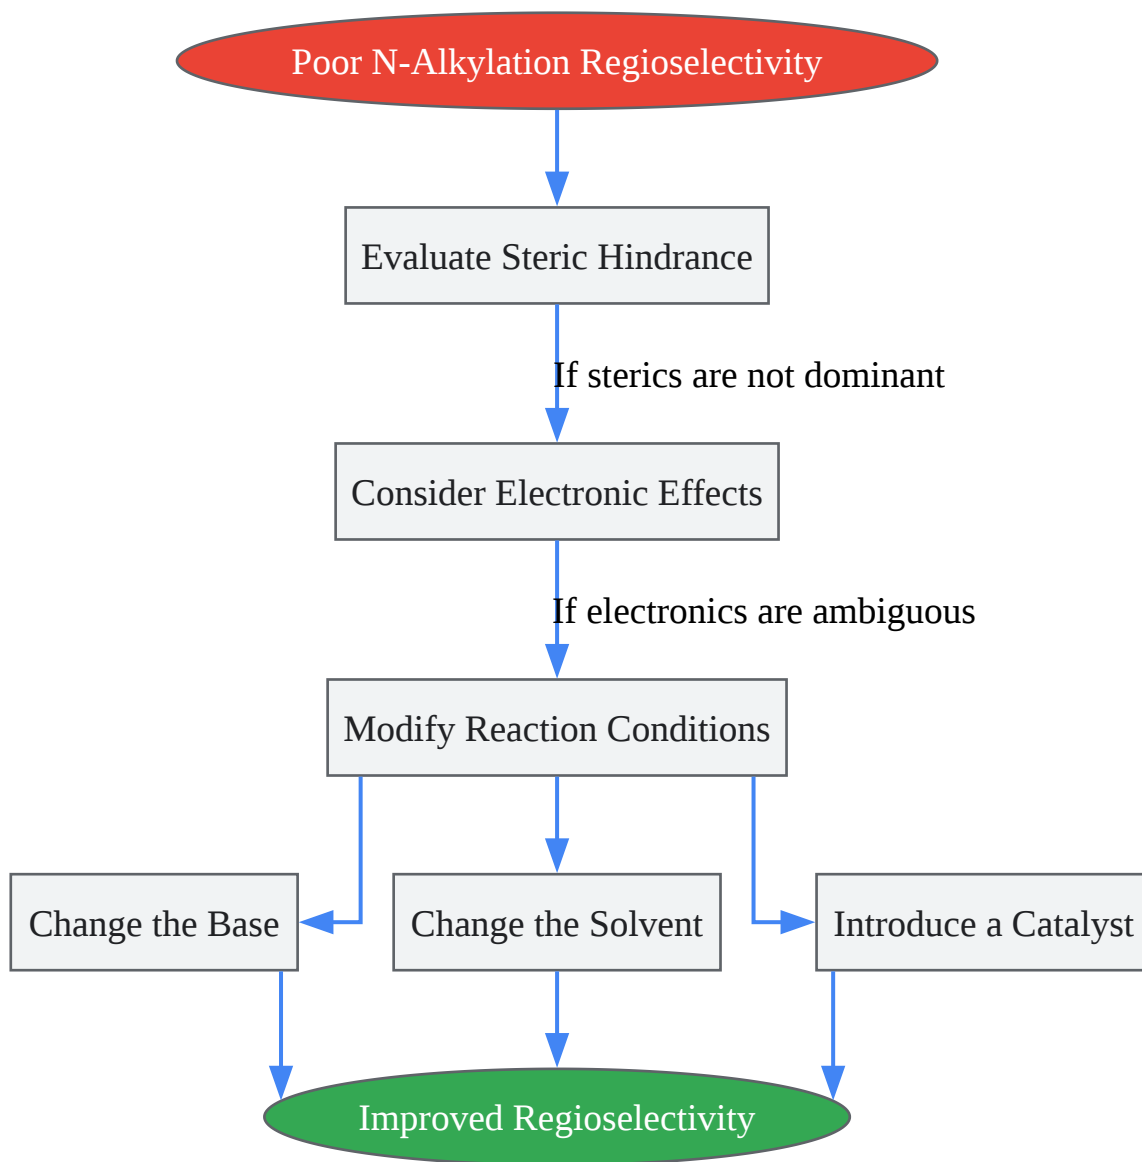 Poor N-Alkylation Regioselectivity
Evaluate Steric Hindrance
If sterics are not dominant
Consider Electronic Effects
If electronics are ambiguous
Modify Reaction Conditions
Change the Base
Change the Solvent
Introduce a Catalyst
Improved Regioselectivity